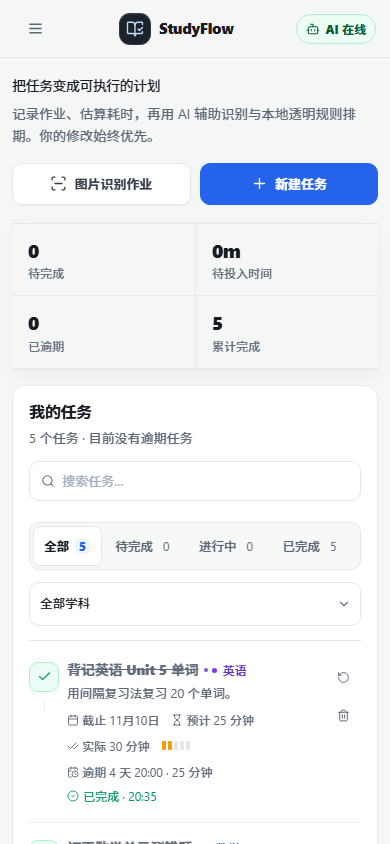 StudyFlow
AI 在线
把任务变成可执行的计划
记录作业、估算耗时，再用 AI 辅助识别与本地透明规则排
期。你的修改始终优先。
图片识别作业
新建任务
0
待完成
0m
待投入时间
0
已逾期
5
累计完成
我的任务
5 个任务 · 目前没有逾期任务
搜索任务...
全部 5 待完成 0 进行中 0 已完成 5
全部学科
背记英语 Unit 5 单词 英语
用间隔复习法复习 20 个单词。
截止 11月10日 预计 25 分钟
实际 30 分钟
逾期 4 天 20:00 · 25 分钟
已完成 · 20:35